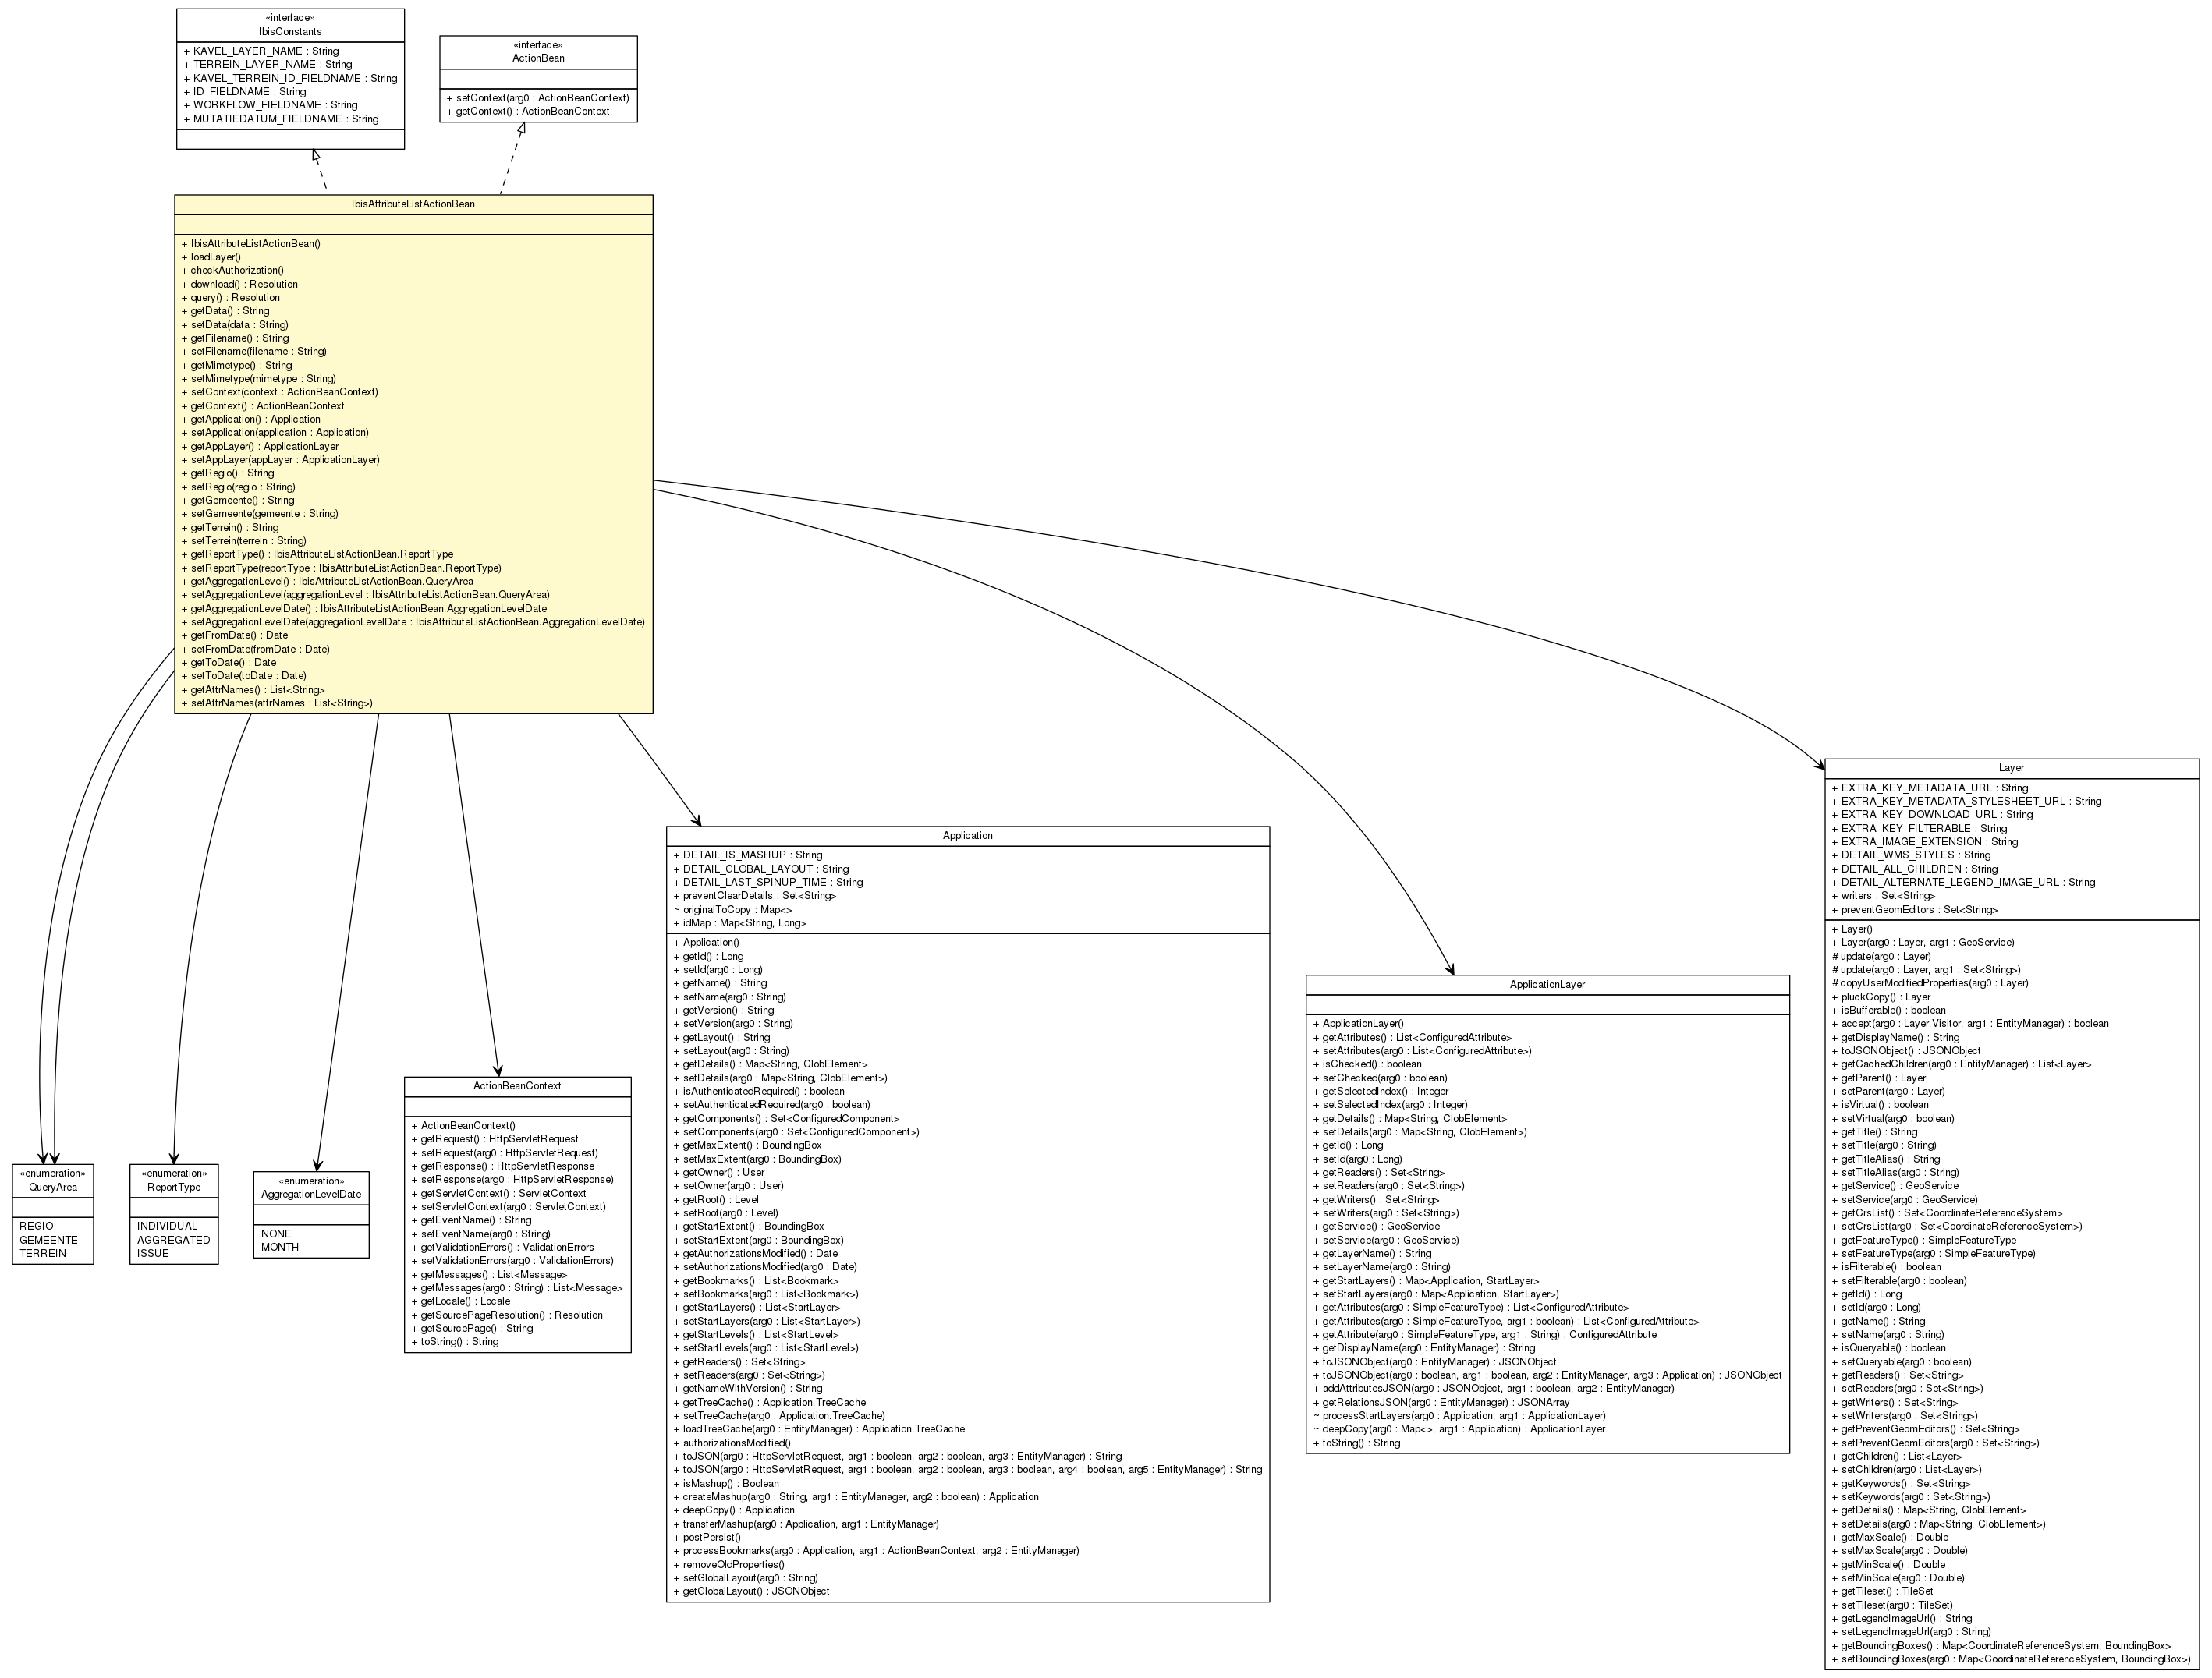 «interface»
IbisConstants
+ KAVEL_LAYER_NAME : String
+ TERREIN_LAYER_NAME : String
+ KAVEL_TERREIN_ID_FIELDNAME : String
+ ID_FIELDNAME : String
+ WORKFLOW_FIELDNAME : String
+ MUTATIEDATUM_FIELDNAME : String
«interface»
ActionBean
+ setContext(arg0 : ActionBeanContext)
+ getContext() : ActionBeanContext
IbisAttributeListActionBean
+ IbisAttributeListActionBean()
+ loadLayer()
+ checkAuthorization()
+ download() : Resolution
+ query() : Resolution
+ getData() : String
+ setData(data : String)
+ getFilename() : String
+ setFilename(filename : String)
+ getMimetype() : String
+ setMimetype(mimetype : String)
+ setContext(context : ActionBeanContext)
+ getContext() : ActionBeanContext
+ getApplication() : Application
+ setApplication(application : Application)
+ getAppLayer() : ApplicationLayer
+ setAppLayer(appLayer : ApplicationLayer)
+ getRegio() : String
+ setRegio(regio : String)
+ getGemeente() : String
+ setGemeente(gemeente : String)
+ getTerrein() : String
+ setTerrein(terrein : String)
+ getReportType() : IbisAttributeListActionBean.ReportType
+ setReportType(reportType : IbisAttributeListActionBean.ReportType)
+ getAggregationLevel() : IbisAttributeListActionBean.QueryArea
+ setAggregationLevel(aggregationLevel : IbisAttributeListActionBean.QueryArea)
+ getAggregationLevelDate() : IbisAttributeListActionBean.AggregationLevelDate
+ setAggregationLevelDate(aggregationLevelDate : IbisAttributeListActionBean.AggregationLevelDate)
+ getFromDate() : Date
+ setFromDate(fromDate : Date)
+ getToDate() : Date
+ setToDate(toDate : Date)
+ getAttrNames() : List<String>
+ setAttrNames(attrNames : List<String>)
«enumeration»
QueryArea
REGIO
GEMEENTE
TERREIN
«enumeration»
ReportType
INDIVIDUAL
AGGREGATED
ISSUE
«enumeration»
AggregationLevelDate
NONE
MONTH
ActionBeanContext
+ ActionBeanContext()
+ getRequest() : HttpServletRequest
+ setRequest(arg0 : HttpServletRequest)
+ getResponse() : HttpServletResponse
+ setResponse(arg0 : HttpServletResponse)
+ getServletContext() : ServletContext
+ setServletContext(arg0 : ServletContext)
+ getEventName() : String
+ setEventName(arg0 : String)
+ getValidationErrors() : ValidationErrors
+ setValidationErrors(arg0 : ValidationErrors)
+ getMessages() : List<Message>
+ getMessages(arg0 : String) : List<Message>
+ getLocale() : Locale
+ getSourcePageResolution() : Resolution
+ getSourcePage() : String
+ toString() : String
Application
+ DETAIL_IS_MASHUP : String
+ DETAIL_GLOBAL_LAYOUT : String
+ DETAIL_LAST_SPINUP_TIME : String
+ preventClearDetails : Set<String>
~ originalToCopy : Map<>
+ idMap : Map<String, Long>
+ Application()
+ getId() : Long
+ setId(arg0 : Long)
+ getName() : String
+ setName(arg0 : String)
+ getVersion() : String
+ setVersion(arg0 : String)
+ getLayout() : String
+ setLayout(arg0 : String)
+ getDetails() : Map<String, ClobElement>
+ setDetails(arg0 : Map<String, ClobElement>)
+ isAuthenticatedRequired() : boolean
+ setAuthenticatedRequired(arg0 : boolean)
+ getComponents() : Set<ConfiguredComponent>
+ setComponents(arg0 : Set<ConfiguredComponent>)
+ getMaxExtent() : BoundingBox
+ setMaxExtent(arg0 : BoundingBox)
+ getOwner() : User
+ setOwner(arg0 : User)
+ getRoot() : Level
+ setRoot(arg0 : Level)
+ getStartExtent() : BoundingBox
+ setStartExtent(arg0 : BoundingBox)
+ getAuthorizationsModified() : Date
+ setAuthorizationsModified(arg0 : Date)
+ getBookmarks() : List<Bookmark>
+ setBookmarks(arg0 : List<Bookmark>)
+ getStartLayers() : List<StartLayer>
+ setStartLayers(arg0 : List<StartLayer>)
+ getStartLevels() : List<StartLevel>
+ setStartLevels(arg0 : List<StartLevel>)
+ getReaders() : Set<String>
+ setReaders(arg0 : Set<String>)
+ getNameWithVersion() : String
+ getTreeCache() : Application.TreeCache
+ setTreeCache(arg0 : Application.TreeCache)
+ loadTreeCache(arg0 : EntityManager) : Application.TreeCache
+ authorizationsModified()
+ toJSON(arg0 : HttpServletRequest, arg1 : boolean, arg2 : boolean, arg3 : EntityManager) : String
+ toJSON(arg0 : HttpServletRequest, arg1 : boolean, arg2 : boolean, arg3 : boolean, arg4 : boolean, arg5 : EntityManager) : String
+ isMashup() : Boolean
+ createMashup(arg0 : String, arg1 : EntityManager, arg2 : boolean) : Application
+ deepCopy() : Application
+ transferMashup(arg0 : Application, arg1 : EntityManager)
+ postPersist()
+ processBookmarks(arg0 : Application, arg1 : ActionBeanContext, arg2 : EntityManager)
+ removeOldProperties()
+ setGlobalLayout(arg0 : String)
+ getGlobalLayout() : JSONObject
ApplicationLayer
+ ApplicationLayer()
+ getAttributes() : List<ConfiguredAttribute>
+ setAttributes(arg0 : List<ConfiguredAttribute>)
+ isChecked() : boolean
+ setChecked(arg0 : boolean)
+ getSelectedIndex() : Integer
+ setSelectedIndex(arg0 : Integer)
+ getDetails() : Map<String, ClobElement>
+ setDetails(arg0 : Map<String, ClobElement>)
+ getId() : Long
+ setId(arg0 : Long)
+ getReaders() : Set<String>
+ setReaders(arg0 : Set<String>)
+ getWriters() : Set<String>
+ setWriters(arg0 : Set<String>)
+ getService() : GeoService
+ setService(arg0 : GeoService)
+ getLayerName() : String
+ setLayerName(arg0 : String)
+ getStartLayers() : Map<Application, StartLayer>
+ setStartLayers(arg0 : Map<Application, StartLayer>)
+ getAttributes(arg0 : SimpleFeatureType) : List<ConfiguredAttribute>
+ getAttributes(arg0 : SimpleFeatureType, arg1 : boolean) : List<ConfiguredAttribute>
+ getAttribute(arg0 : SimpleFeatureType, arg1 : String) : ConfiguredAttribute
+ getDisplayName(arg0 : EntityManager) : String
+ toJSONObject(arg0 : EntityManager) : JSONObject
+ toJSONObject(arg0 : boolean, arg1 : boolean, arg2 : EntityManager, arg3 : Application) : JSONObject
+ addAttributesJSON(arg0 : JSONObject, arg1 : boolean, arg2 : EntityManager)
+ getRelationsJSON(arg0 : EntityManager) : JSONArray
~ processStartLayers(arg0 : Application, arg1 : ApplicationLayer)
~ deepCopy(arg0 : Map<>, arg1 : Application) : ApplicationLayer
+ toString() : String
Layer
+ EXTRA_KEY_METADATA_URL : String
+ EXTRA_KEY_METADATA_STYLESHEET_URL : String
+ EXTRA_KEY_DOWNLOAD_URL : String
+ EXTRA_KEY_FILTERABLE : String
+ EXTRA_IMAGE_EXTENSION : String
+ DETAIL_WMS_STYLES : String
+ DETAIL_ALL_CHILDREN : String
+ DETAIL_ALTERNATE_LEGEND_IMAGE_URL : String
+ writers : Set<String>
+ preventGeomEditors : Set<String>
+ Layer()
+ Layer(arg0 : Layer, arg1 : GeoService)
# update(arg0 : Layer)
# update(arg0 : Layer, arg1 : Set<String>)
# copyUserModifiedProperties(arg0 : Layer)
+ pluckCopy() : Layer
+ isBufferable() : boolean
+ accept(arg0 : Layer.Visitor, arg1 : EntityManager) : boolean
+ getDisplayName() : String
+ toJSONObject() : JSONObject
+ getCachedChildren(arg0 : EntityManager) : List<Layer>
+ getParent() : Layer
+ setParent(arg0 : Layer)
+ isVirtual() : boolean
+ setVirtual(arg0 : boolean)
+ getTitle() : String
+ setTitle(arg0 : String)
+ getTitleAlias() : String
+ setTitleAlias(arg0 : String)
+ getService() : GeoService
+ setService(arg0 : GeoService)
+ getCrsList() : Set<CoordinateReferenceSystem>
+ setCrsList(arg0 : Set<CoordinateReferenceSystem>)
+ getFeatureType() : SimpleFeatureType
+ setFeatureType(arg0 : SimpleFeatureType)
+ isFilterable() : boolean
+ setFilterable(arg0 : boolean)
+ getId() : Long
+ setId(arg0 : Long)
+ getName() : String
+ setName(arg0 : String)
+ isQueryable() : boolean
+ setQueryable(arg0 : boolean)
+ getReaders() : Set<String>
+ setReaders(arg0 : Set<String>)
+ getWriters() : Set<String>
+ setWriters(arg0 : Set<String>)
+ getPreventGeomEditors() : Set<String>
+ setPreventGeomEditors(arg0 : Set<String>)
+ getChildren() : List<Layer>
+ setChildren(arg0 : List<Layer>)
+ getKeywords() : Set<String>
+ setKeywords(arg0 : Set<String>)
+ getDetails() : Map<String, ClobElement>
+ setDetails(arg0 : Map<String, ClobElement>)
+ getMaxScale() : Double
+ setMaxScale(arg0 : Double)
+ getMinScale() : Double
+ setMinScale(arg0 : Double)
+ getTileset() : TileSet
+ setTileset(arg0 : TileSet)
+ getLegendImageUrl() : String
+ setLegendImageUrl(arg0 : String)
+ getBoundingBoxes() : Map<CoordinateReferenceSystem, BoundingBox>
+ setBoundingBoxes(arg0 : Map<CoordinateReferenceSystem, BoundingBox>)